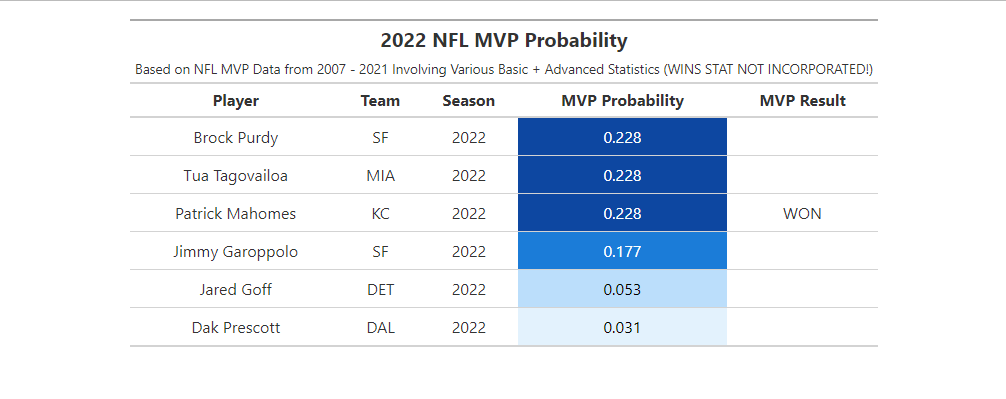 2022 NFL MVP Probability
Based on NFL MVP Data from 2007 - 2021 Involving Various Basic + Advanced Statistics (WINS STAT NOT INCORPORATED!)
Player Team Season MVP Probability MVP Result
Brock Purdy SF 2022 0.228
Tua Tagovailoa MIA 2022 0.228
Patrick Mahomes KC 2022 0.228 WON
Jimmy Garoppolo SF 2022 0.177
Jared Goff DET 2022 0.053
Dak Prescott DAL 2022 0.031